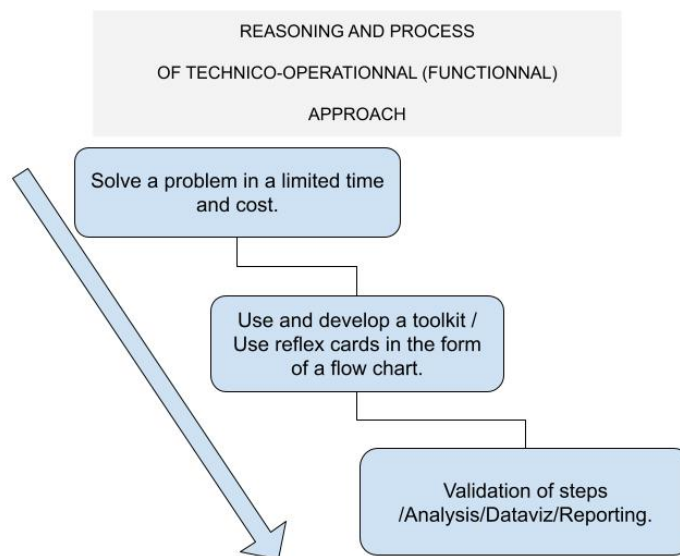 REASONING AND PROCESS
OF TECHNICO-OPERATIONNAL (FUNCTIONNAL)
APPROACH
Solve a problem in a limited time
and cost.
Use and develop a toolkit /
Use reflex cards in the form
of a flow chart.
Validation of steps
/Analysis/Dataviz/Reporting.